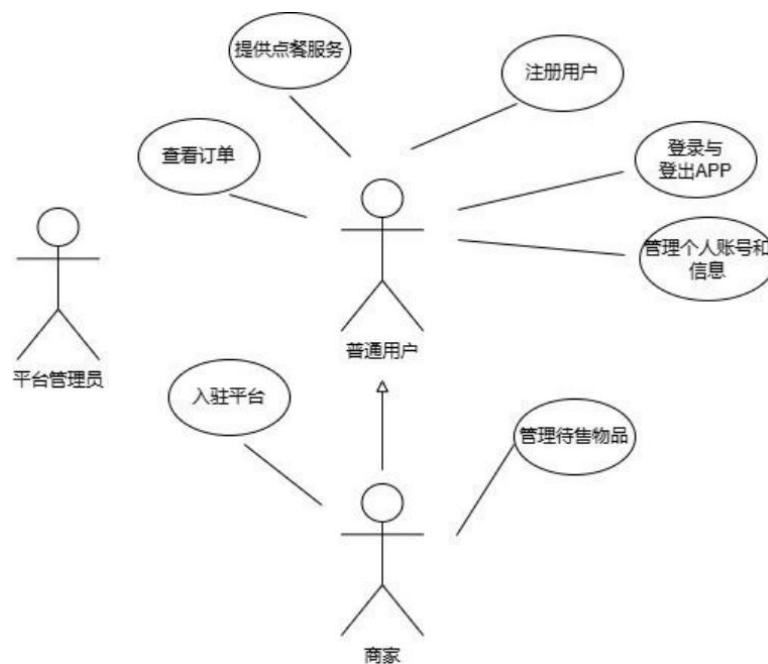 提供点餐服务
注册用户
查看订单
登录与
登出APP
管理个人账号和
信息
普通用户
平台管理员
入驻平台
管理待售物品
商家